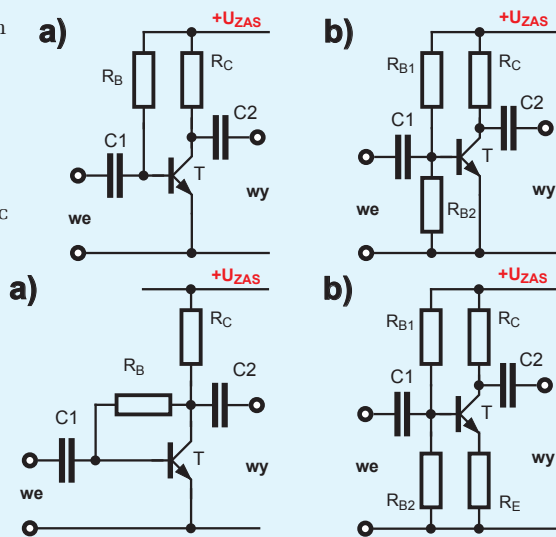 n
a)
+UZAS
RB
RC
C1
C2
T
we
wy
b)
+UZAS
RB1
RC
C1
C2
T
we
RB2
wy
c
a)
+UZAS
RC
RB
C2
C1
T
we
wy
b)
+UZAS
RB1
RC
C1
C2
T
we
wy
RB2
RE